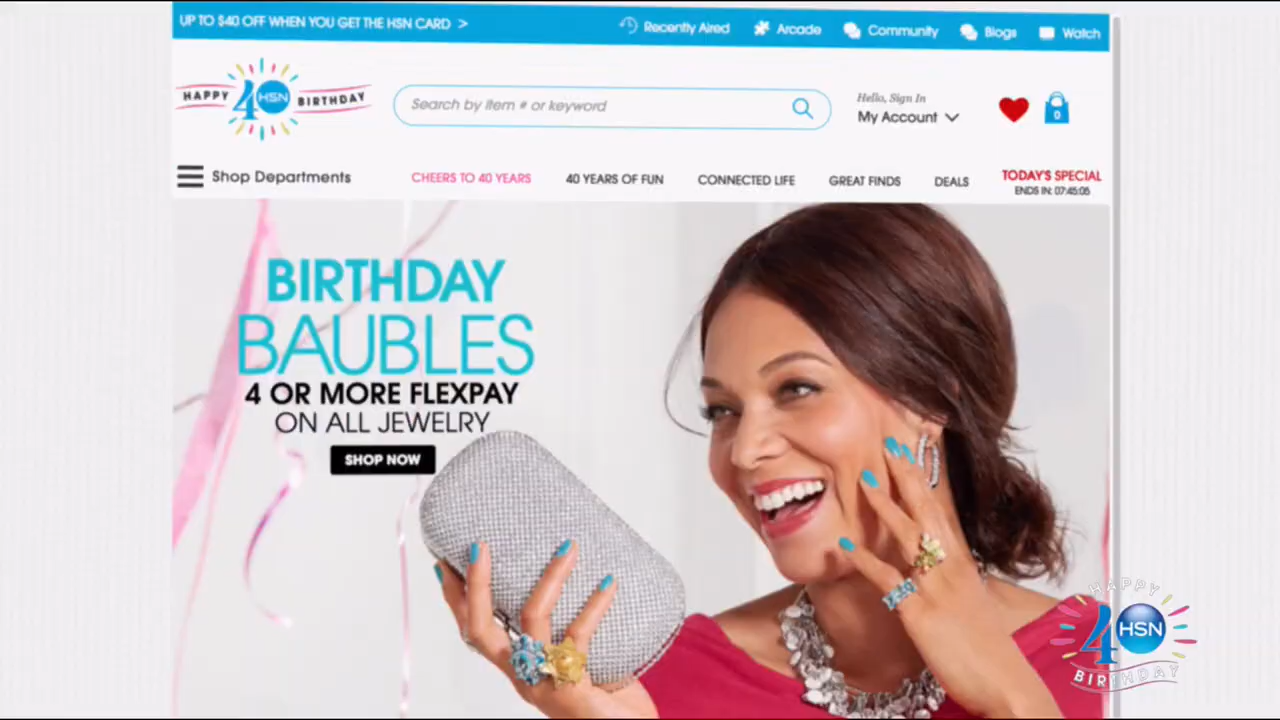 UP TO $40 OFF WHEN YOU GET THE HSN CARD >
Recently Aired
Arcade
Community
Blogs
Watch
HAPPY 40 HSN BIRTHDAY
Search by item # or keyword
Hello, Sign In
My Account
0
Shop Departments
CHEERS TO 40 YEARS
40 YEARS OF FUN
CONNECTED LIFE
GREAT FINDS
DEALS
TODAY'S SPECIAL
ENDS IN: 07:45:05
BIRTHDAY
BAUBLES
4 OR MORE FLEXPAY
ON ALL JEWELRY
SHOP NOW
HAPPY
40 HSN
BIRTHDAY